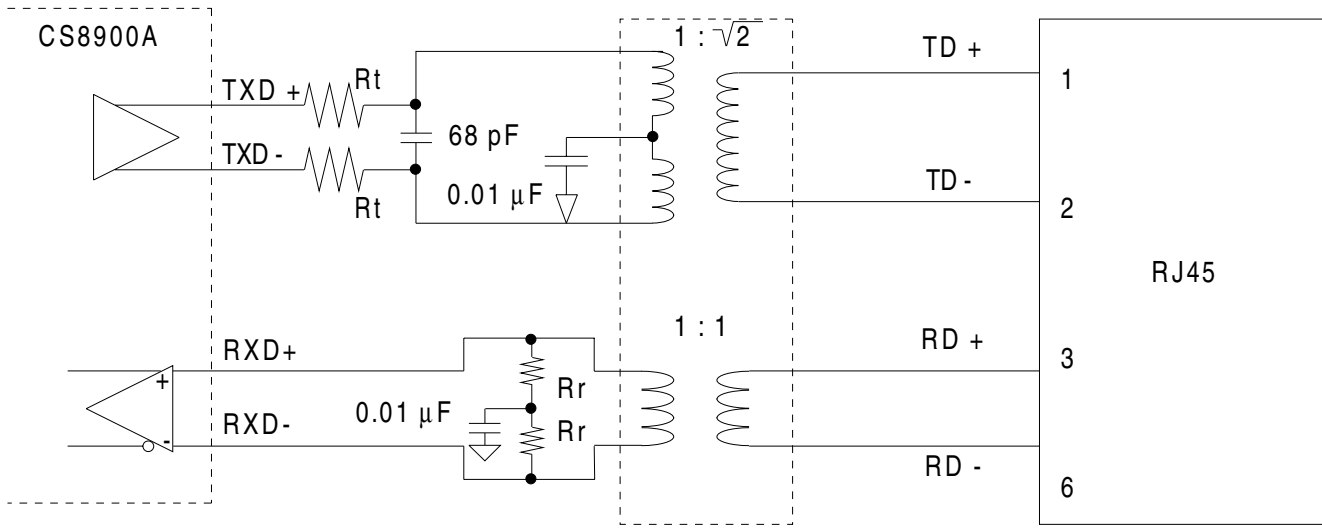 CS8900A
1 : √2
TD +
1
TXD +
Rt
68 pF
TXD -
Rt
0.01 μF
TD -
2
RJ45
1 : 1
RXD+
RD +
3
+
Rr
0.01 μF
RXD-
Rr
-
RD -
6